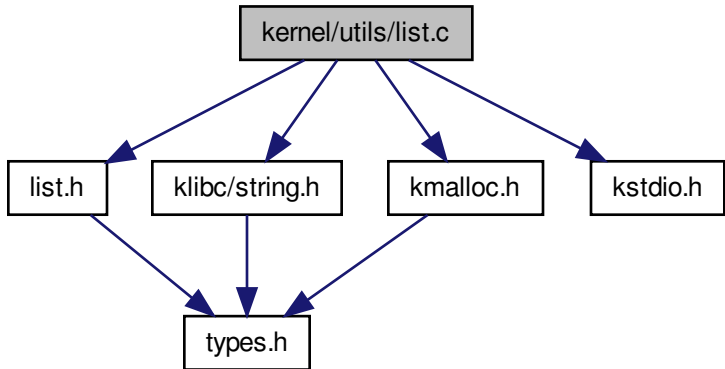 kernel/utils/list.c
list.h
klibc/string.h
kmalloc.h
kstdio.h
types.h